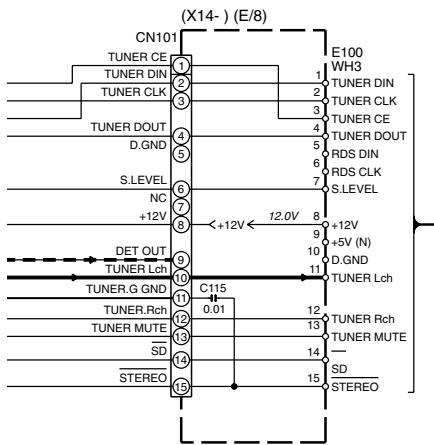 (X14- ) (E/8)
CN101
E100
WH3
TUNER CE 1
TUNER DIN 2
TUNER CLK 3
TUNER DOUT 4
D.GND 5
S.LEVEL 6
NC 7
+12V 8
DET OUT 9
TUNER Lch 10
TUNER.G GND 11
TUNER.Rch 12
TUNER MUTE 13
SD 14
STEREO 15
+12V 12.0V
C115
0.01
1 TUNER DIN
2 TUNER CLK
3 TUNER CE
4 TUNER DOUT
5 RDS DIN
6 RDS CLK
7 S.LEVEL
8 +12V
9 +5V (N)
10 D.GND
11 TUNER Lch
12 TUNER Rch
13 TUNER MUTE
14 SD
15 STEREO